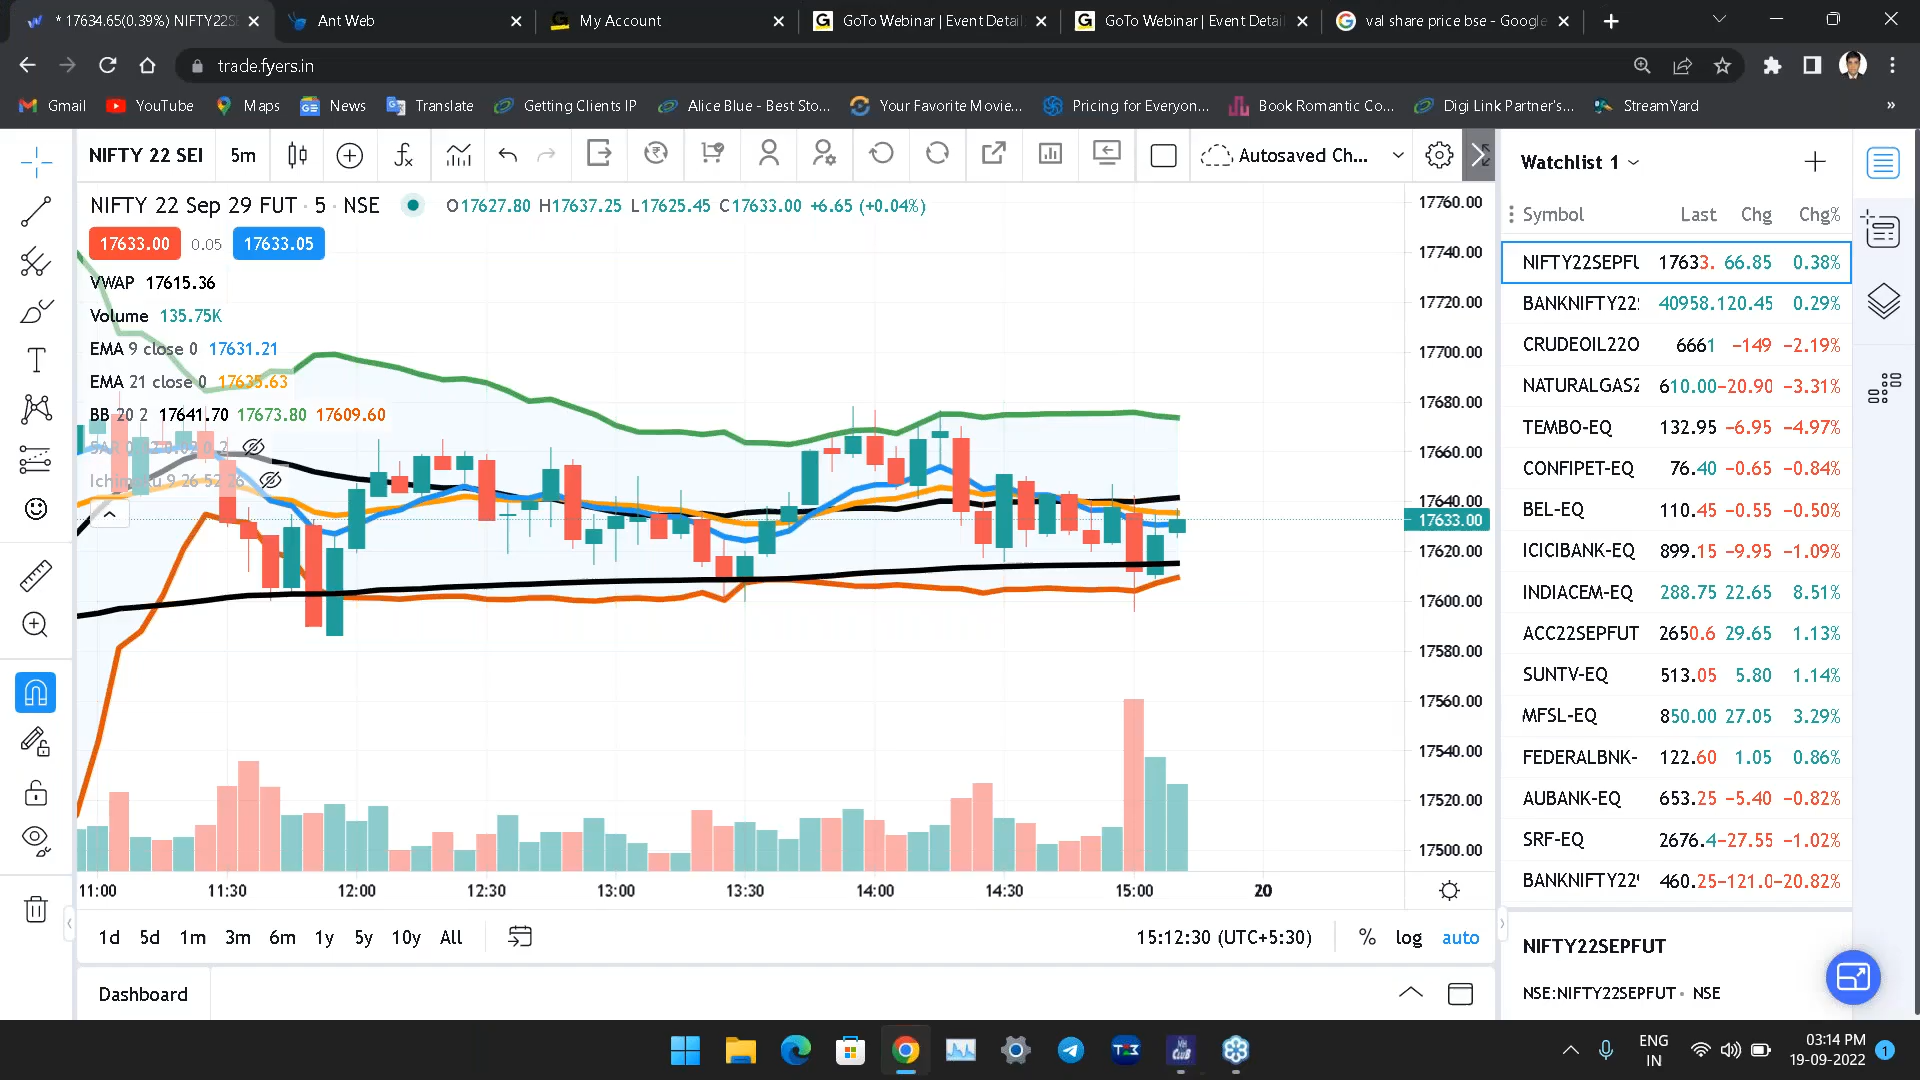 * 17634.65(0.39%) NIFTY22S
Ant Web
My Account
GoTo Webinar | Event Detail
GoTo Webinar | Event Detail
val share price bse - Google
trade.fyers.in
Gmail
YouTube
Maps
News
Translate
Getting Clients IP
Alice Blue - Best Sto...
Your Favorite Movie...
Pricing for Everyon...
Book Romantic Co...
Digi Link Partner's...
StreamYard
»
NIFTY 22 SEI
5m
Autosaved Ch...
NIFTY 22 Sep 29 FUT · 5 · NSE
O17627.80 H17637.25 L17625.45 C17633.00 +6.65 (+0.04%)
17633.00 0.05 17633.05
VWAP 17615.36
Volume 135.75K
EMA 9 close 0 17631.21
EMA 21 close 0 17635.63
BB 20 2 17641.70 17673.80 17609.60
SAR 0.02 0.02 0.2
Ichimoku 9 26 52 26
17760.00
17740.00
17720.00
17700.00
17680.00
17660.00
17640.00
17633.00
17620.00
17600.00
17580.00
17560.00
17540.00
17520.00
17500.00
11:00 11:30 12:00 12:30 13:00 13:30 14:00 14:30 15:00 20
1d 5d 1m 3m 6m 1y 5y 10y All
15:12:30 (UTC+5:30) % log auto
Dashboard
Watchlist 1
Symbol Last Chg Chg%
NIFTY22SEPFU 17633. 66.85 0.38%
BANKNIFTY22 40958.120.45 0.29%
CRUDEOIL22O 6661 −149 −2.19%
NATURALGAS2 610.00−20.90 −3.31%
TEMBO-EQ 132.95 −6.95 −4.97%
CONFIPET-EQ 76.40 −0.65 −0.84%
BEL-EQ 110.45 −0.55 −0.50%
ICICIBANK-EQ 899.15 −9.95 −1.09%
INDIACEM-EQ 288.75 22.65 8.51%
ACC22SEPFUT 2650.6 29.65 1.13%
SUNTV-EQ 513.05 5.80 1.14%
MFSL-EQ 850.00 27.05 3.29%
FEDERALBNK- 122.60 1.05 0.86%
AUBANK-EQ 653.25 −5.40 −0.82%
SRF-EQ 2676.4−27.55 −1.02%
BANKNIFTY22 460.25−121.0−20.82%
NIFTY22SEPFUT
NSE:NIFTY22SEPFUT · NSE
ENG
IN
03:14 PM
19-09-2022
1